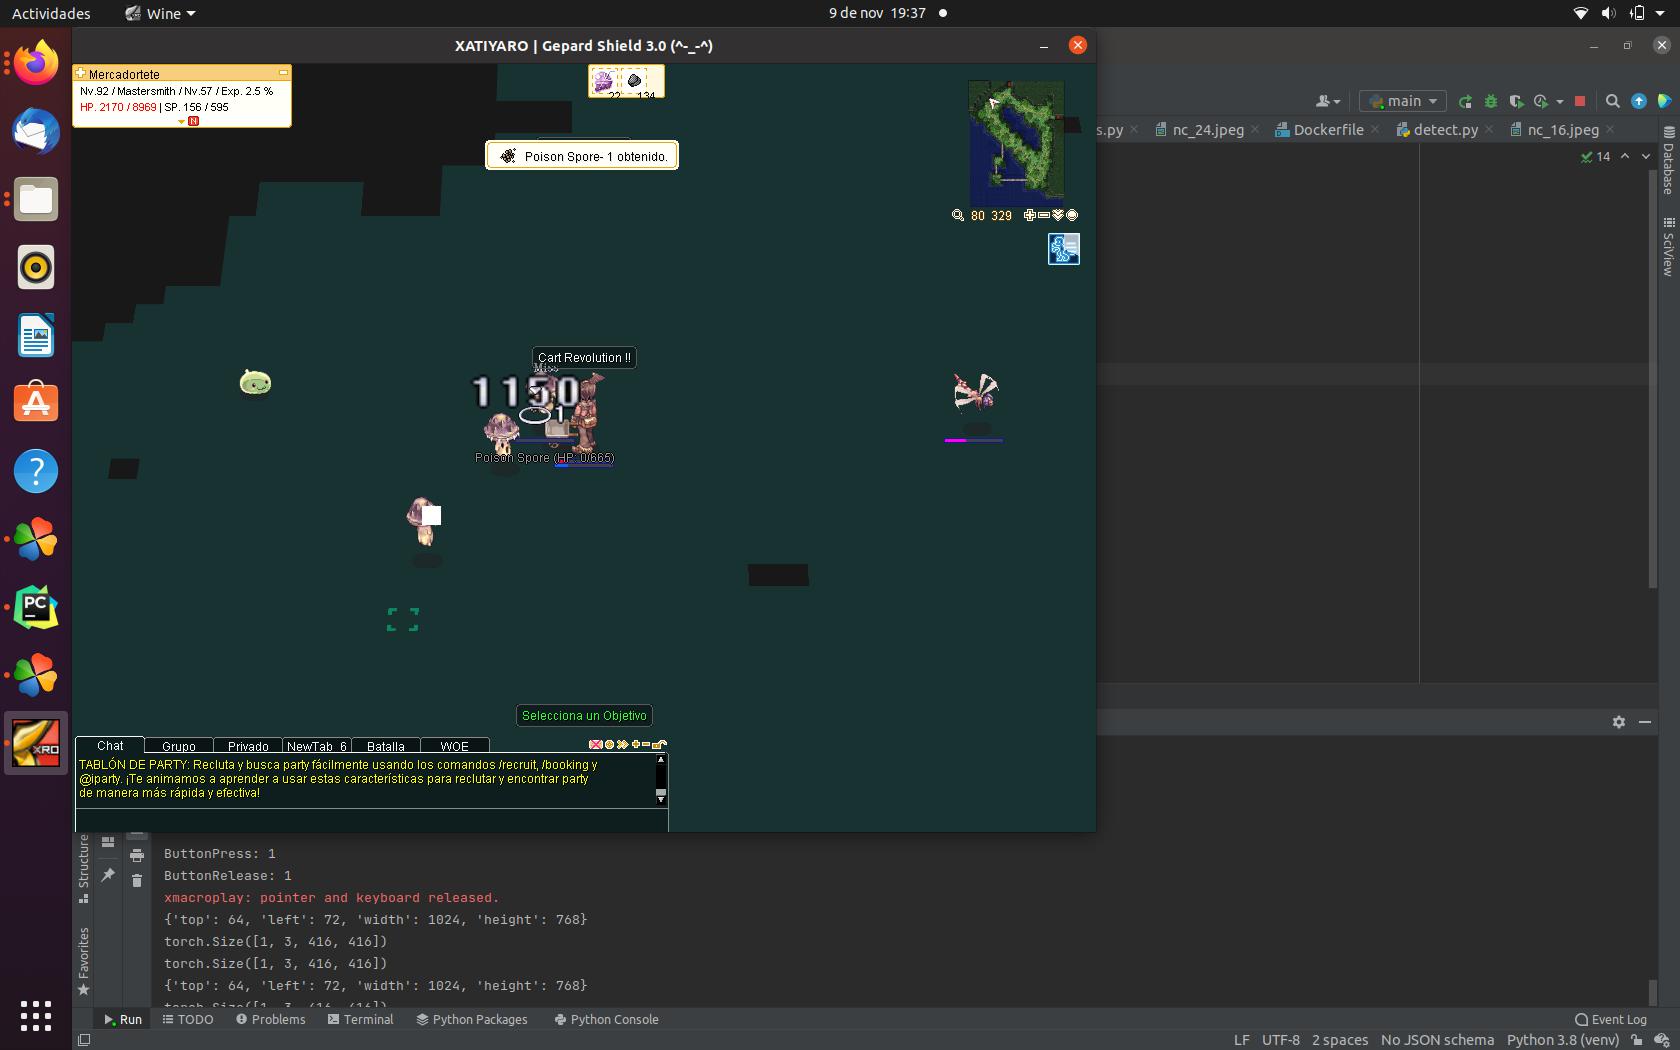 Actividades
Wine
9 de nov 19:37
XATIYARO | Gepard Shield 3.0 (^-_-^)
Mercadortete
Nv.92 / Mastersmith / Nv.57 / Exp. 2.5 %
HP. 2170 / 8969 | SP. 156 / 595
N
22
134
Poison Spore- 1 obtenido.
80 329
main
s.py
nc_24.jpeg
Dockerfile
detect.py
nc_16.jpeg
14
Database
SciView
Cart Revolution !!
Miss
1150
1
Poison Spore (HP: 0/665)
Selecciona un Objetivo
Chat
Grupo
Privado
NewTab_6
Batalla
WOE
TABLÓN DE PARTY: Recluta y busca party fácilmente usando los comandos /recruit, /booking y
@iparty. ¡Te animamos a aprender a usar estas características para reclutar y encontrar party
de manera más rápida y efectiva!
PC
XRO
Structure
Favorites
ButtonPress: 1
ButtonRelease: 1
xmacroplay: pointer and keyboard released.
{'top': 64, 'left': 72, 'width': 1024, 'height': 768}
torch.Size([1, 3, 416, 416])
torch.Size([1, 3, 416, 416])
{'top': 64, 'left': 72, 'width': 1024, 'height': 768}
torch.Size([1, 3, 416, 416])
Run
TODO
Problems
Terminal
Python Packages
Python Console
Event Log
LF
UTF-8
2 spaces
No JSON schema
Python 3.8 (venv)